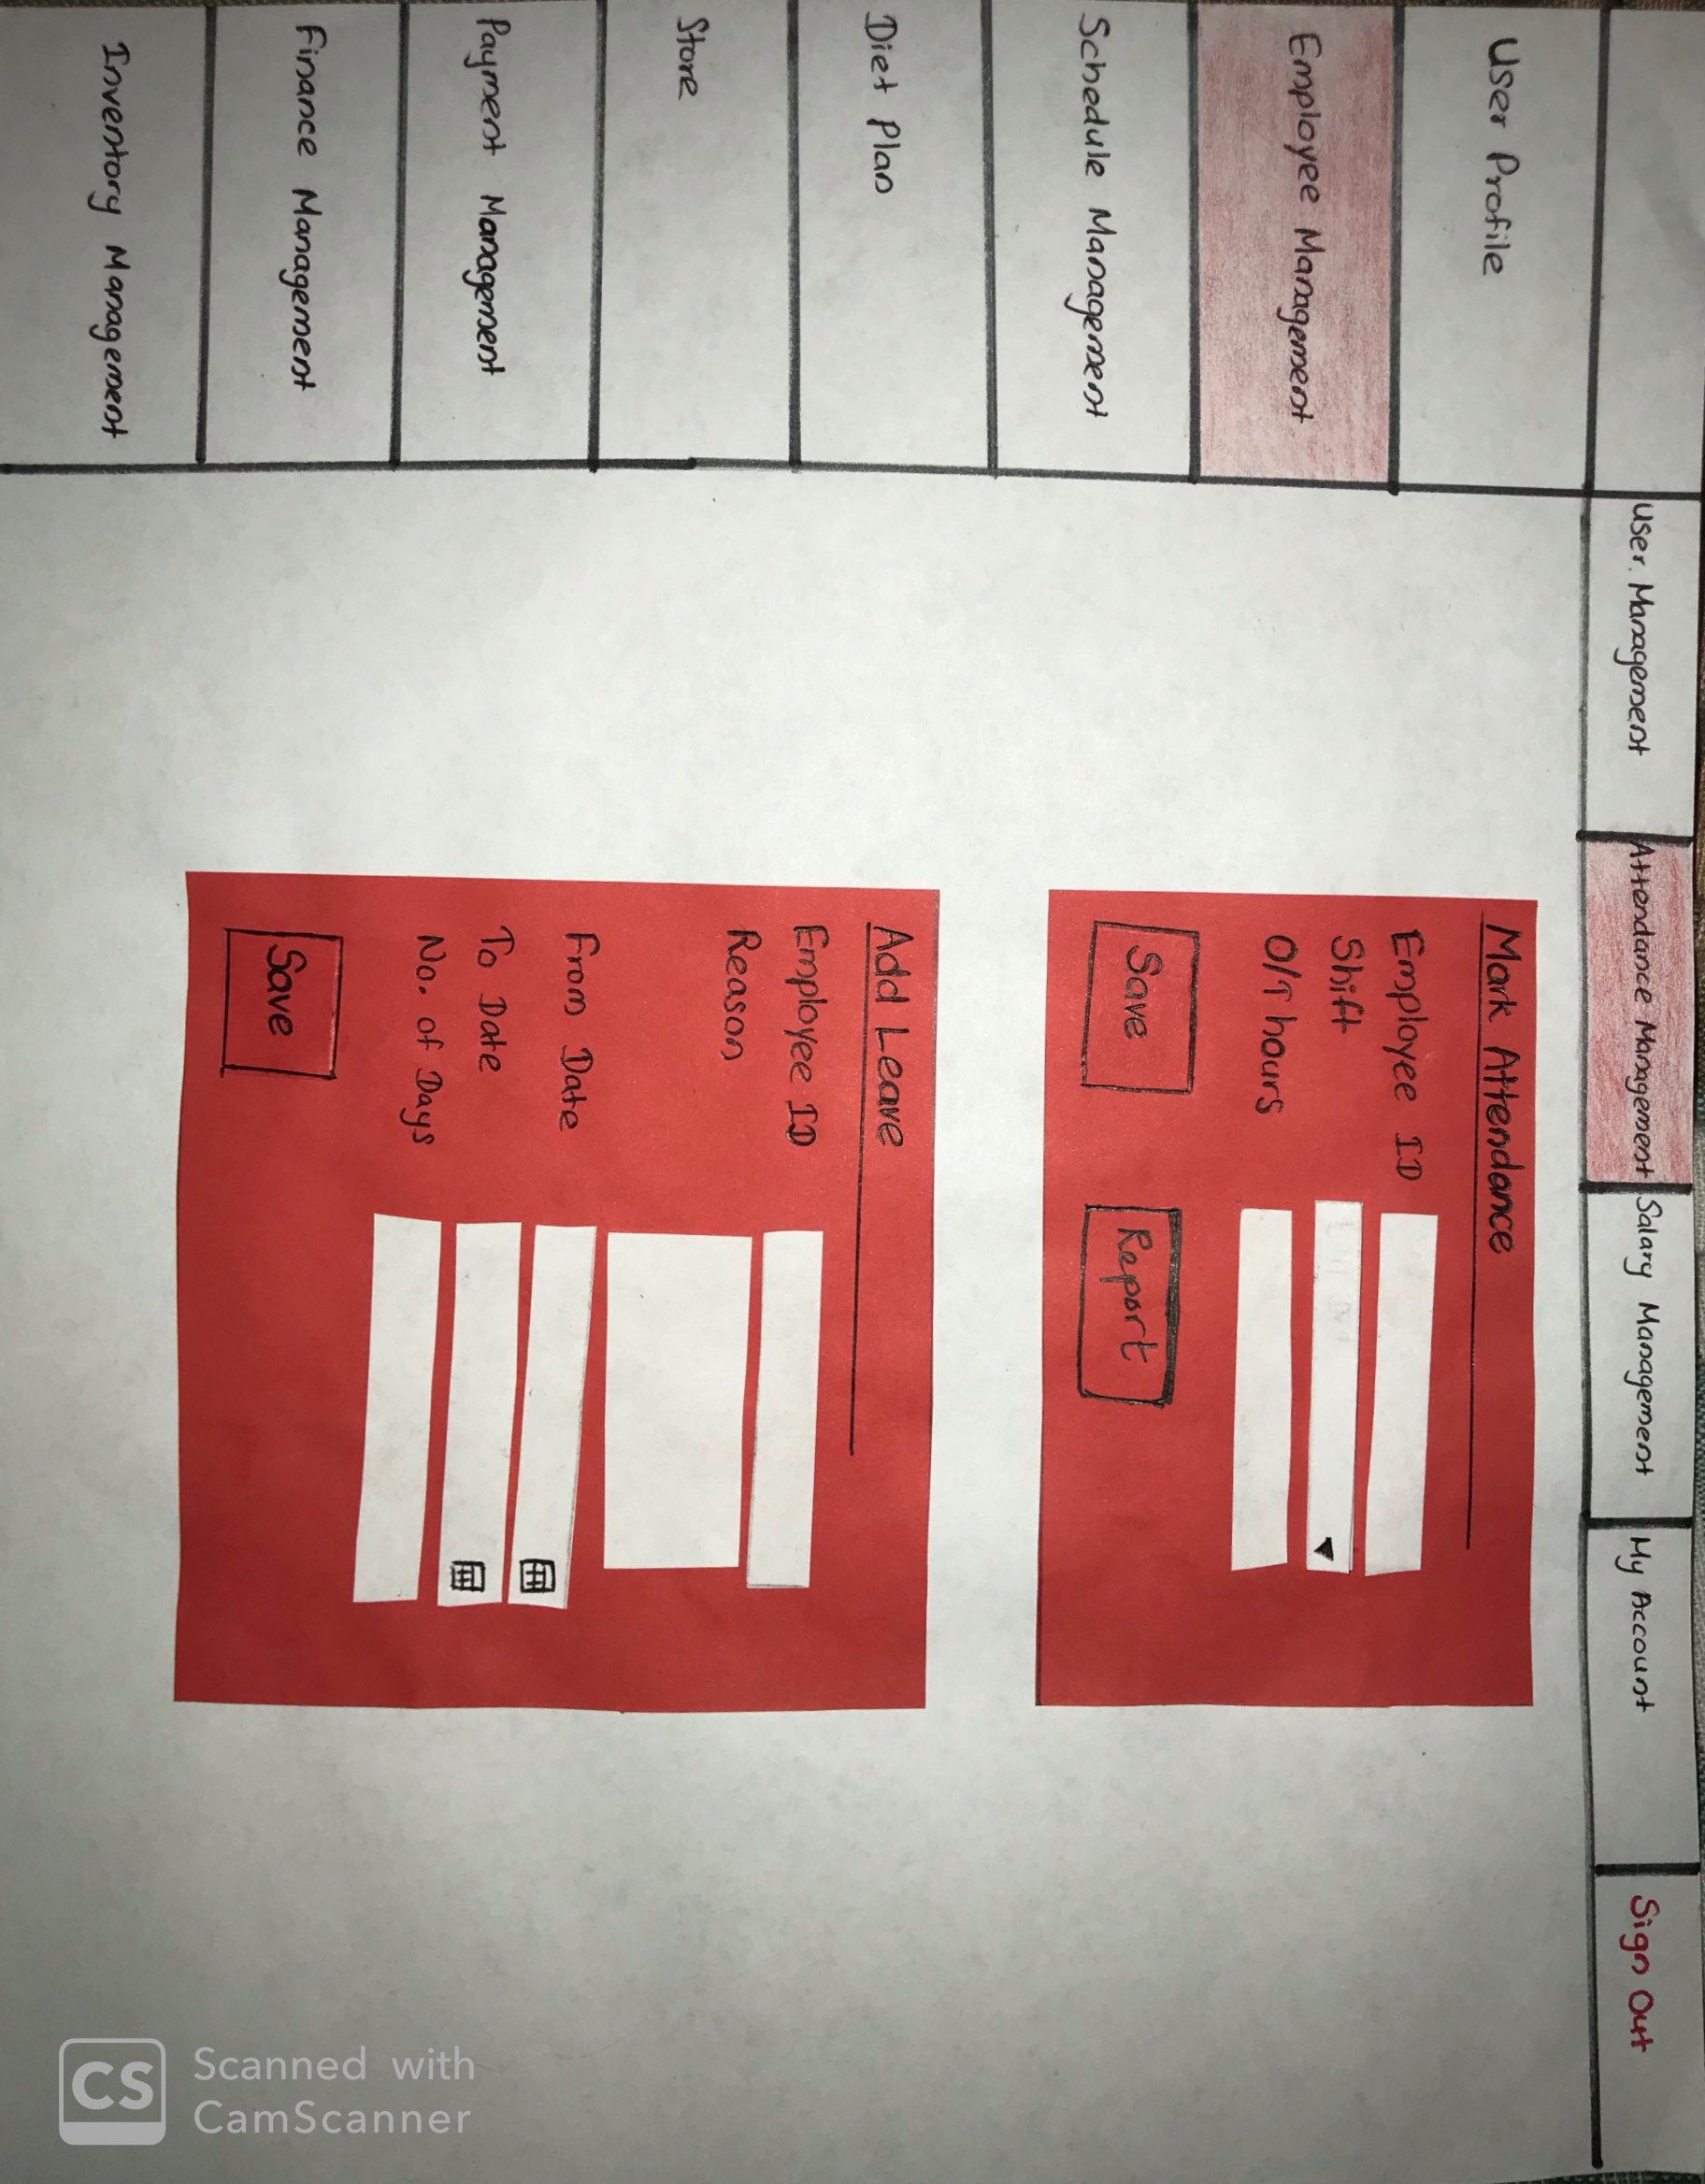 User Management
Attendance Management
Salary Management
My Account
Sign Out
User Profile
Employee Management
Schedule Management
Diet Plan
Store
Payment Management
Finance Management
Inventory Management
Mark Attendance
Employee ID
Shift
O/T hours
Save
Report
Add Leave
Employee ID
Reason
From Date
To Date
No. of Days
Save
CS
Scanned with
CamScanner